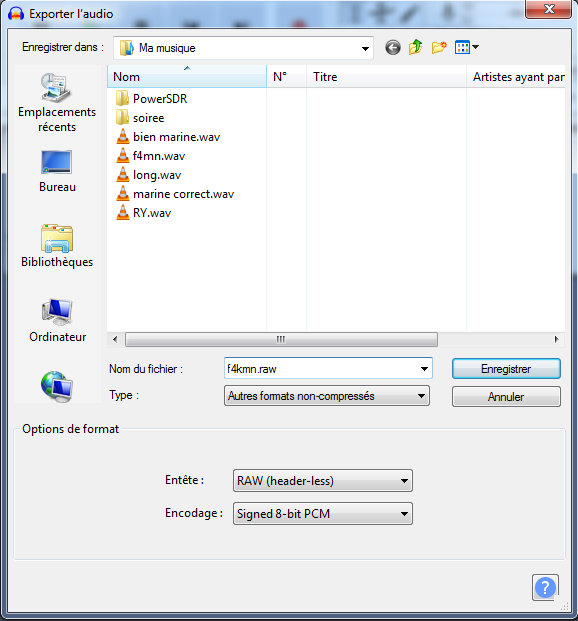 Exporter l'audio
Enregistrer dans :
Ma musique
Nom
N°
Titre
Artistes ayant par
Emplacements
récents
Bureau
Bibliothèques
Ordinateur
PowerSDR
soiree
bien marine.wav
f4mn.wav
long.wav
marine correct.wav
RY.wav
Nom du fichier :
f4kmn.raw
Enregistrer
Type :
Autres formats non-compressés
Annuler
Options de format
Entête :
RAW (header-less)
Encodage :
Signed 8-bit PCM
?